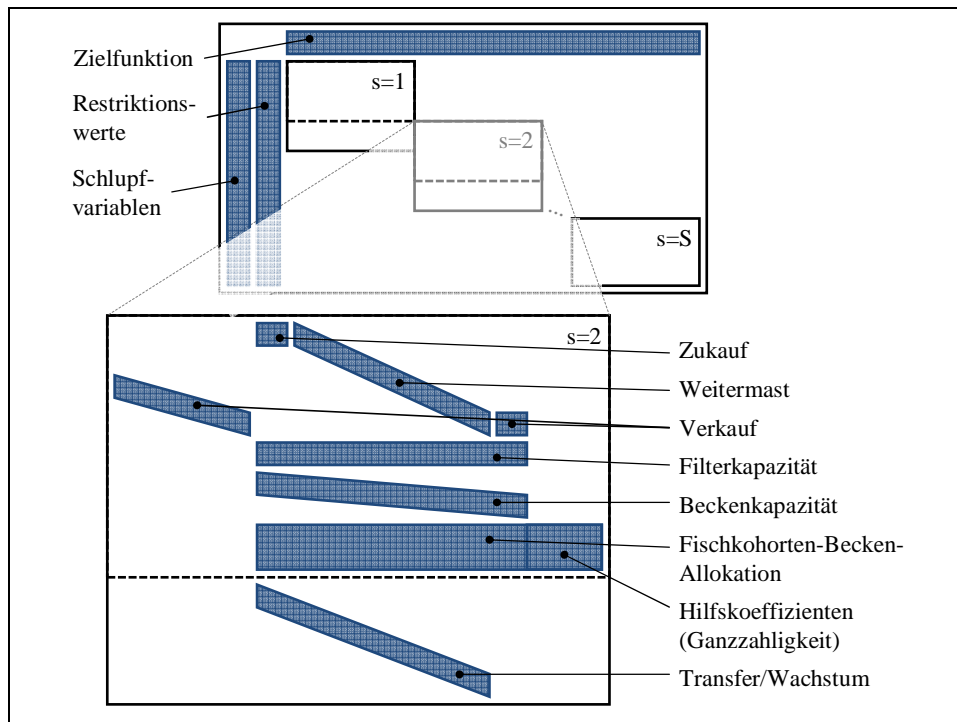 Zielfunktion
Restriktions-
werte
Schlupf-
variablen
s=1
s=2
s=S
s=2
Zukauf
Weitermast
Verkauf
Filterkapazität
Beckenkapazität
Fischkohorten-Becken-
Allokation
Hilfskoeffizienten
(Ganzzahligkeit)
Transfer/Wachstum